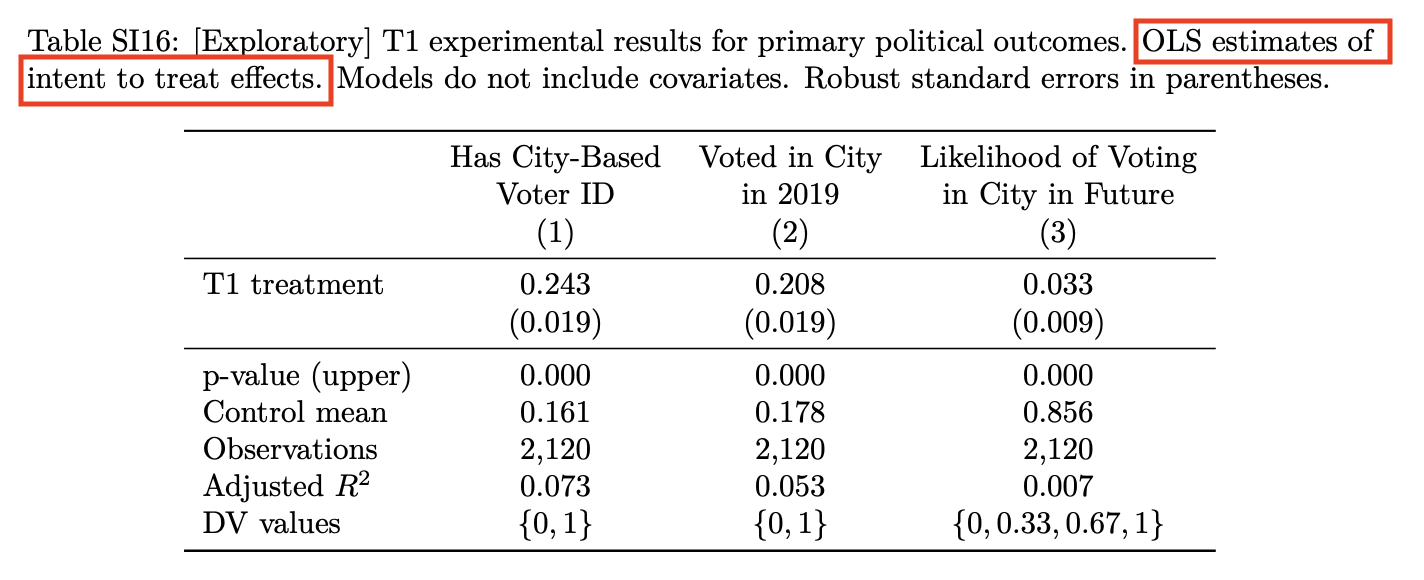 Table SI16: [Exploratory] T1 experimental results for primary political outcomes. OLS estimates of
intent to treat effects. Models do not include covariates. Robust standard errors in parentheses.
Has City-Based Voted in City Likelihood of Voting
Voter ID in 2019 in City in Future
(1) (2) (3)
T1 treatment 0.243 0.208 0.033
(0.019) (0.019) (0.009)
p-value (upper) 0.000 0.000 0.000
Control mean 0.161 0.178 0.856
Observations 2,120 2,120 2,120
Adjusted R² 0.073 0.053 0.007
DV values {0, 1} {0, 1} {0, 0.33, 0.67, 1}